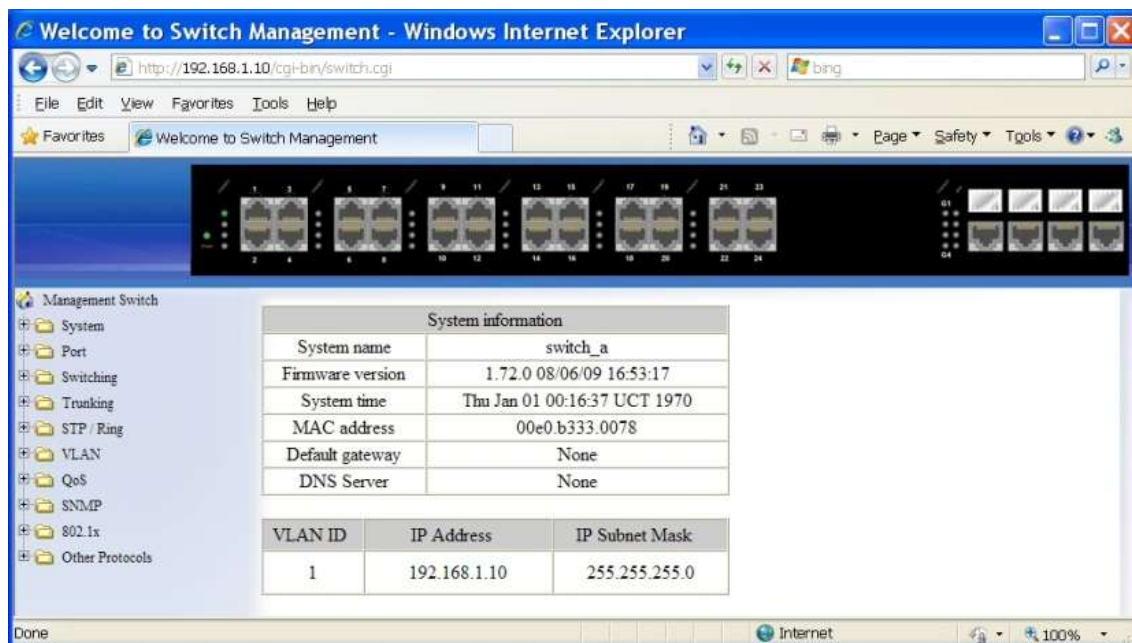 Welcome to Switch Management - Windows Internet Explorer
http://192.168.1.10/cgi-bin/switch.cgi
bing
File Edit View Favorites Tools Help
Favorites Welcome to Switch Management Page Safety Tools
1 3 5 7 9 11 13 15 17 19 21 23
G1
2 4 6 8 10 12 14 16 18 20 22 24
G4
Management Switch
System
Port
Switching
Trunking
STP / Ring
VLAN
QoS
SNMP
802.1x
Other Protocols
System information
System name switch_a
Firmware version 1.72.0 08/06/09 16:53:17
System time Thu Jan 01 00:16:37 UCT 1970
MAC address 00e0.b333.0078
Default gateway None
DNS Server None
VLAN ID IP Address IP Subnet Mask
1 192.168.1.10 255.255.255.0
Done Internet 100%